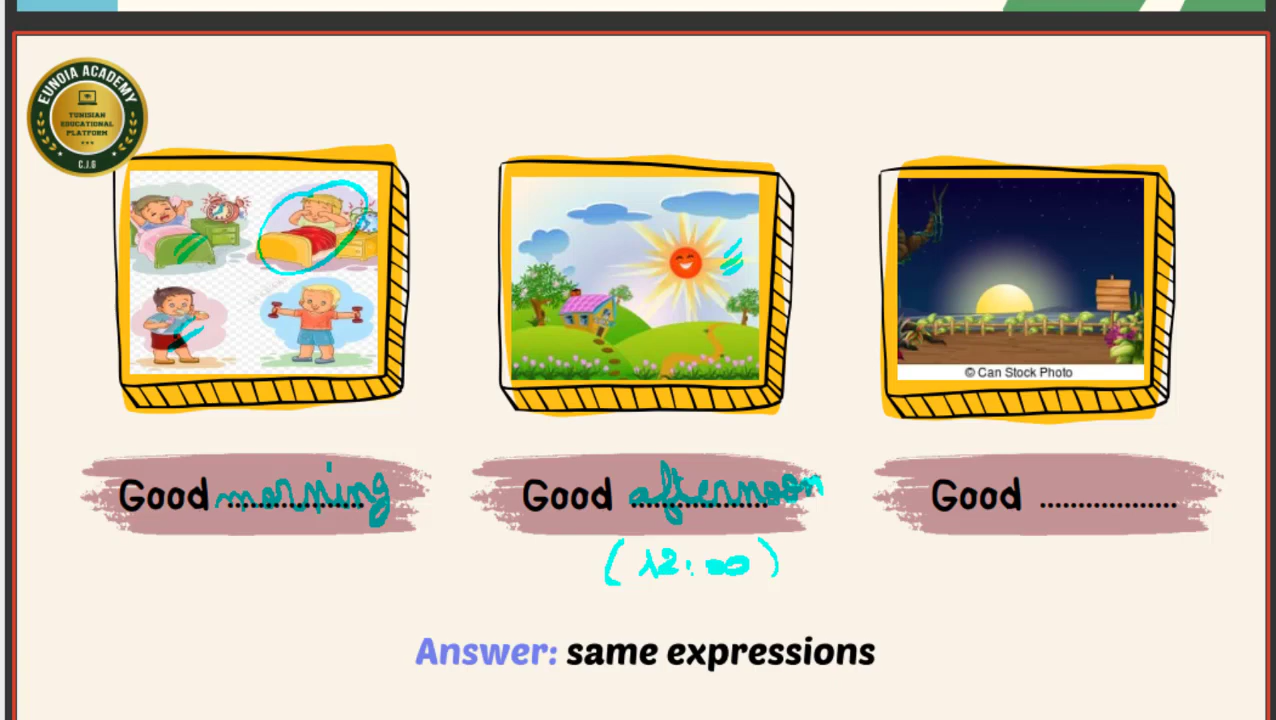 EUNOIA ACADEMY
TUNISIAN
EDUCATIONAL
PLATFORM
C.J.G
© Can Stock Photo
Good morning
Good afternoon
Good ..................
(12:00)
Answer: same expressions